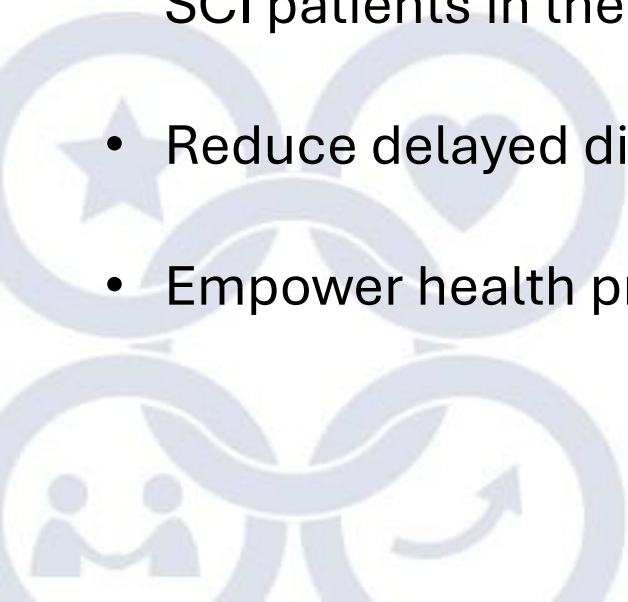 SCI patients in the
• Reduce delayed di
• Empower health pr